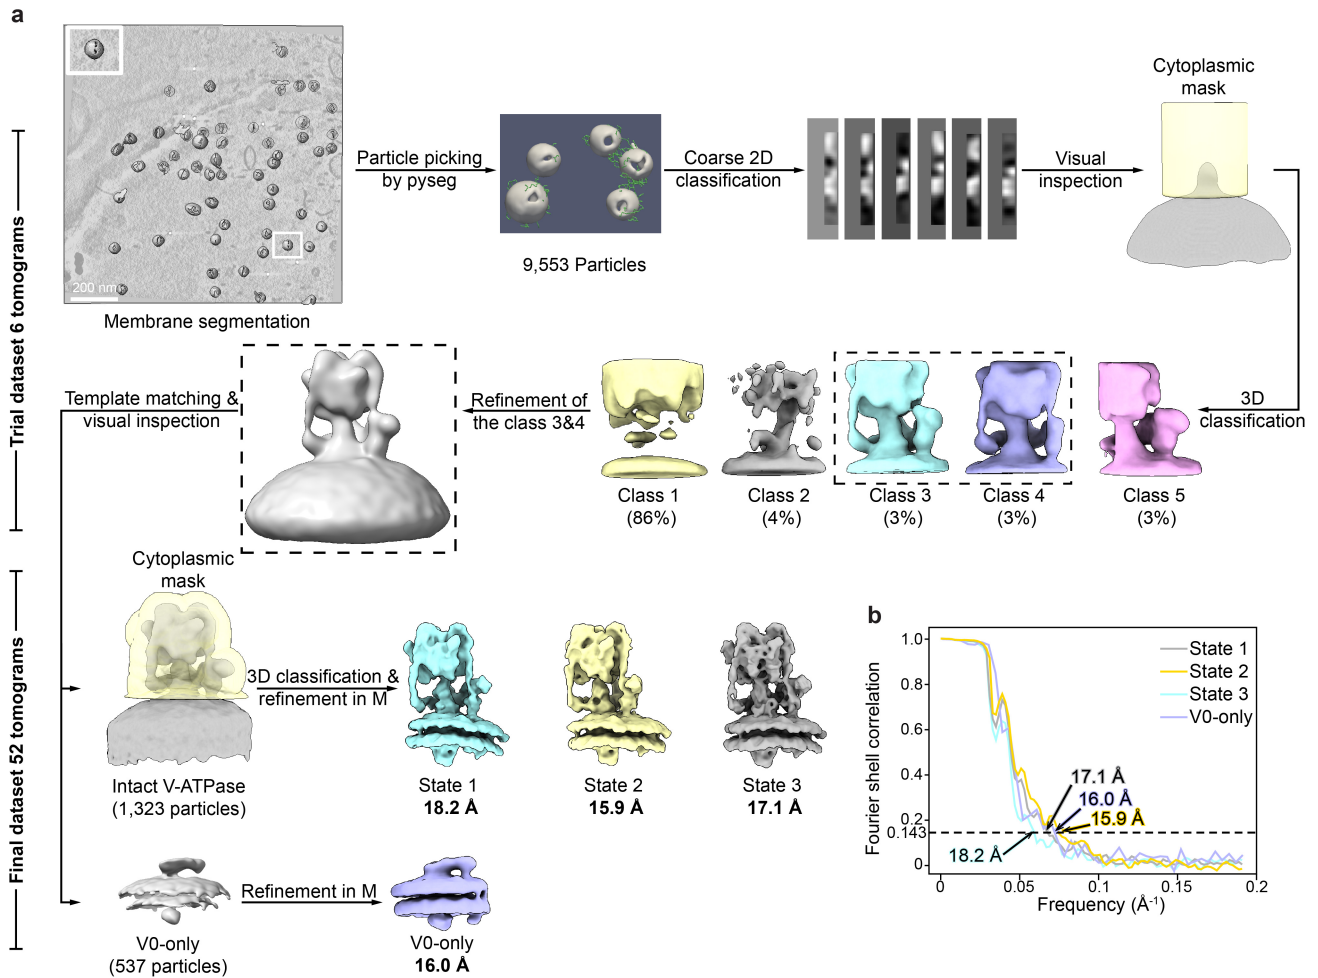 a
Trial dataset 6 tomograms
200 nm
Membrane segmentation
Particle picking
by pyseg
9,553 Particles
Coarse 2D
classification
Visual
inspection
Cytoplasmic
mask
3D
classification
Class 1
(86%)
Class 2
(4%)
Class 3
(3%)
Class 4
(3%)
Class 5
(3%)
Refinement of
the class 3&4
Template matching &
visual inspection
Final dataset 52 tomograms
Cytoplasmic
mask
Intact V-ATPase
(1,323 particles)
3D classification &
refinement in M
State 1
18.2 Å
State 2
15.9 Å
State 3
17.1 Å
V0-only
(537 particles)
Refinement in M
V0-only
16.0 Å
b
Fourier shell correlation
1.0
0.8
0.6
0.4
0.2
0.143
0
State 1
State 2
State 3
V0-only
17.1 Å
16.0 Å
15.9 Å
18.2 Å
0
0.05
0.1
0.15
0.2
Frequency (Å⁻¹)